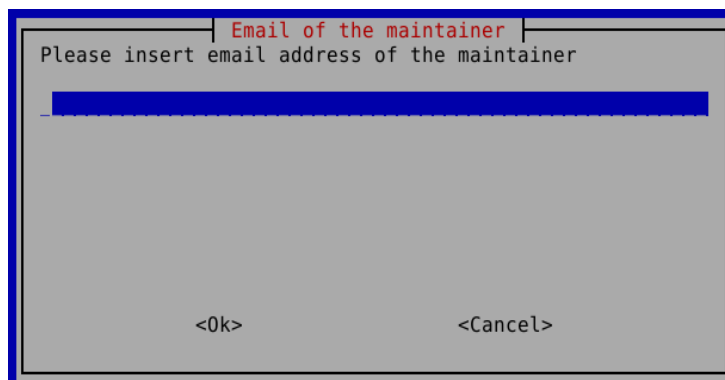 Email of the maintainer
Please insert email address of the maintainer
<Ok> <Cancel>